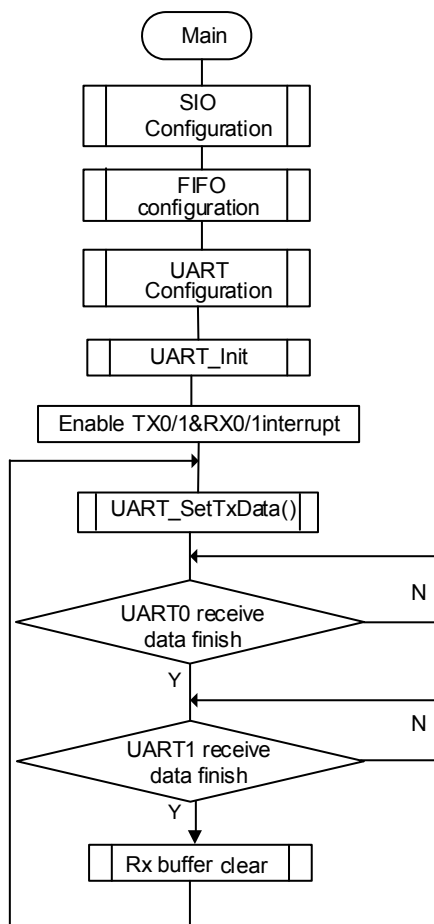 Main
SIO
Configuration
FIFO
configuration
UART
Configuration
UART_Init
Enable TX0/1&RX0/1interrupt
UART_SetTxData()
N
UART0 receive
data finish
Y
N
UART1 receive
data finish
Y
Rx buffer clear